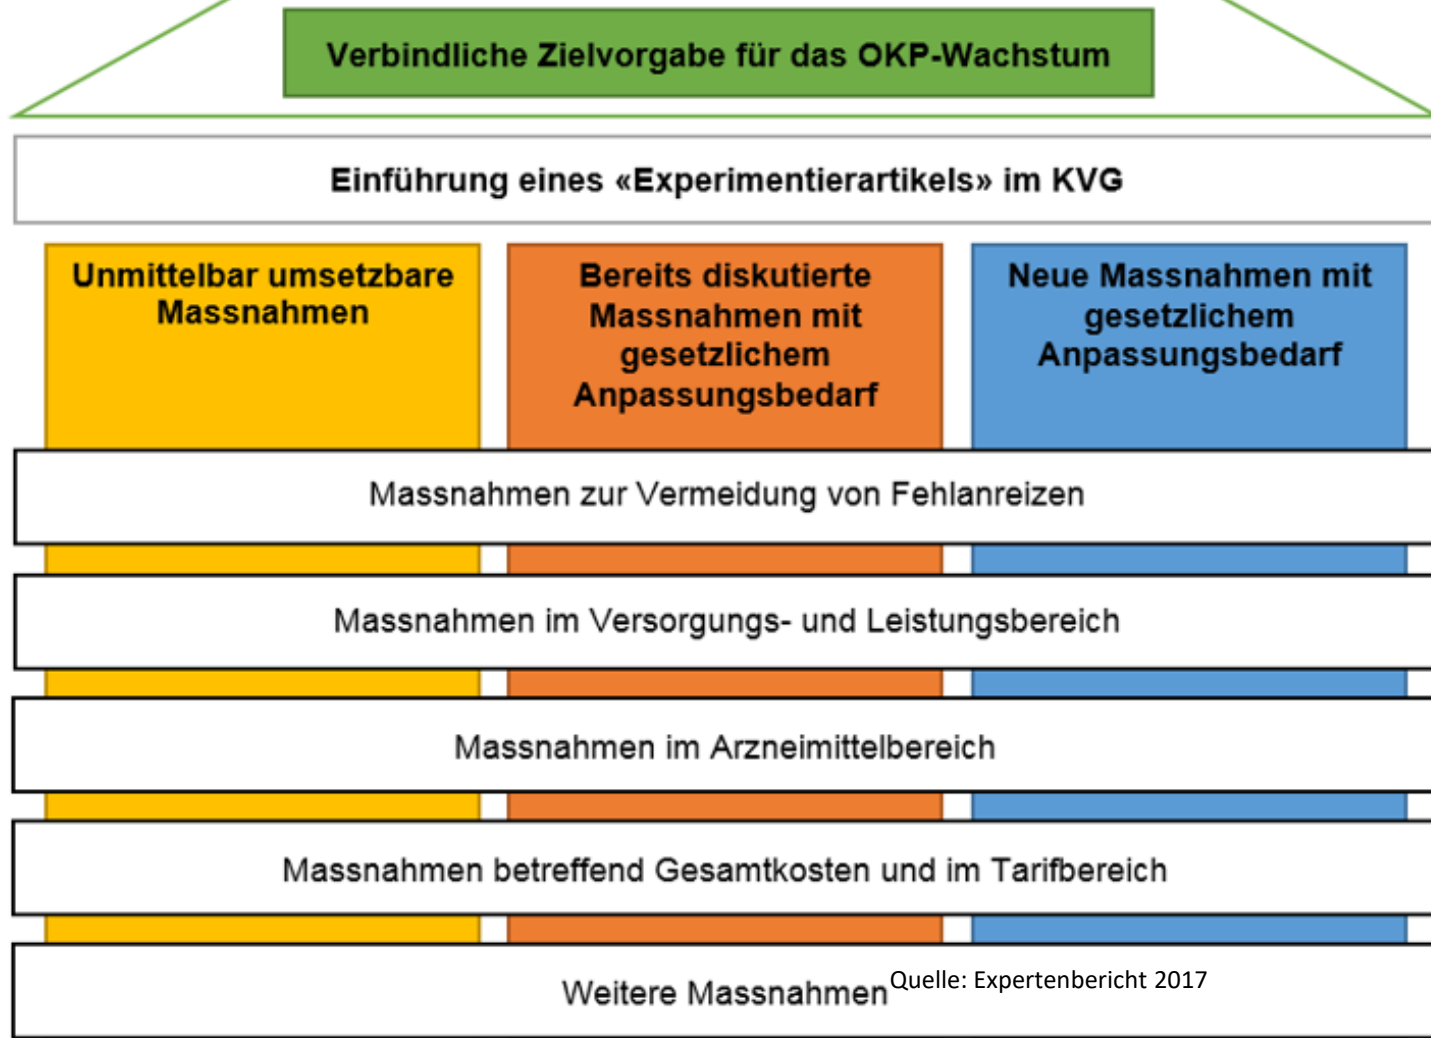 Verbindliche Zielvorgabe für das OKP-Wachstum
Einführung eines «Experimentierartikels» im KVG
Unmittelbar umsetzbare
Massnahmen
Bereits diskutierte
Massnahmen mit
gesetzlichem
Anpassungsbedarf
Neue Massnahmen mit
gesetzlichem
Anpassungsbedarf
Massnahmen zur Vermeidung von Fehlanreizen
Massnahmen im Versorgungs- und Leistungsbereich
Massnahmen im Arzneimittelbereich
Massnahmen betreffend Gesamtkosten und im Tarifbereich
Weitere Massnahmen
Quelle: Expertenbericht 2017